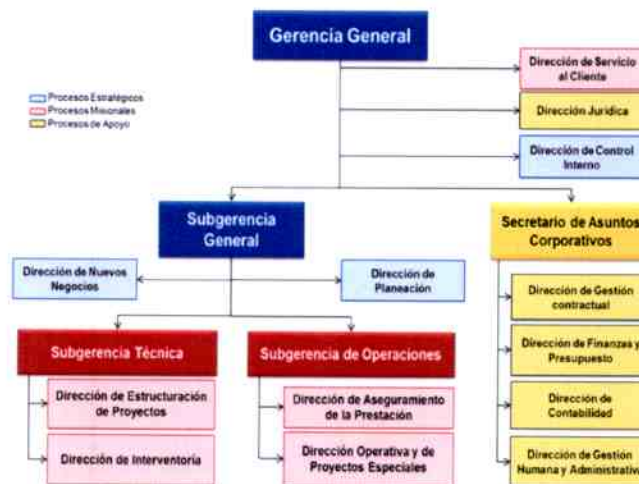 Gerencia General
Dirección de Servicio
al Cliente
Procesos Estratégicos
Procesos Misionales
Procesos de Apoyo
Dirección Jurídica
Dirección de Control
Interno
Subgerencia
General
Secretario de Asuntos
Corporativos
Dirección de Nuevos
Negocios
Dirección de
Planeación
Dirección de Gestión
contractual
Subgerencia Técnica
Subgerencia de Operaciones
Dirección de Finanzas y
Presupuesto
Dirección de Estructuración
de Proyectos
Dirección de Aseguramiento
de la Prestación
Dirección de
Contabilidad
Dirección de Interventoría
Dirección Operativa y de
Proyectos Especiales
Dirección de Gestión
Humana y Administrativa